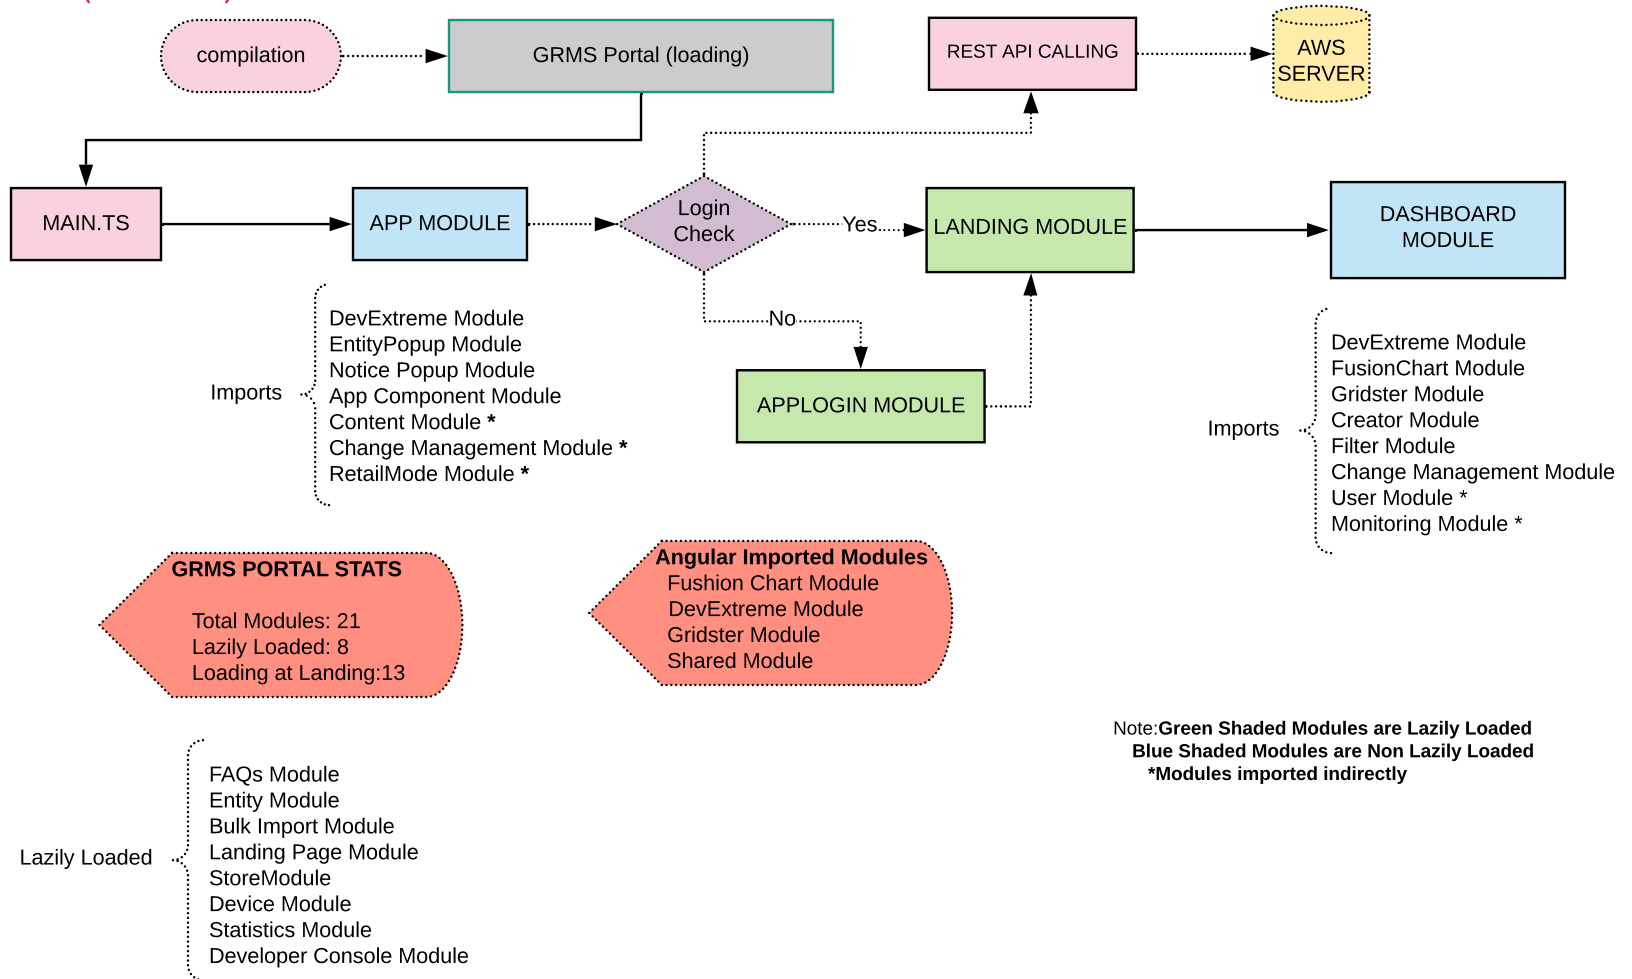 compilation
GRMS Portal (loading)
REST API CALLING
AWS
SERVER
MAIN.TS
APP MODULE
Login
Check
Yes
LANDING MODULE
DASHBOARD
MODULE
No
APPLOGIN MODULE
Imports
DevExtreme Module
EntityPopup Module
Notice Popup Module
App Component Module
Content Module *
Change Management Module *
RetailMode Module *
Imports
DevExtreme Module
FusionChart Module
Gridster Module
Creator Module
Filter Module
Change Management Module
User Module *
Monitoring Module *
GRMS PORTAL STATS
Total Modules: 21
Lazily Loaded: 8
Loading at Landing:13
Angular Imported Modules
Fushion Chart Module
DevExtreme Module
Gridster Module
Shared Module
Note:Green Shaded Modules are Lazily Loaded
Blue Shaded Modules are Non Lazily Loaded
*Modules imported indirectly
Lazily Loaded
FAQs Module
Entity Module
Bulk Import Module
Landing Page Module
StoreModule
Device Module
Statistics Module
Developer Console Module